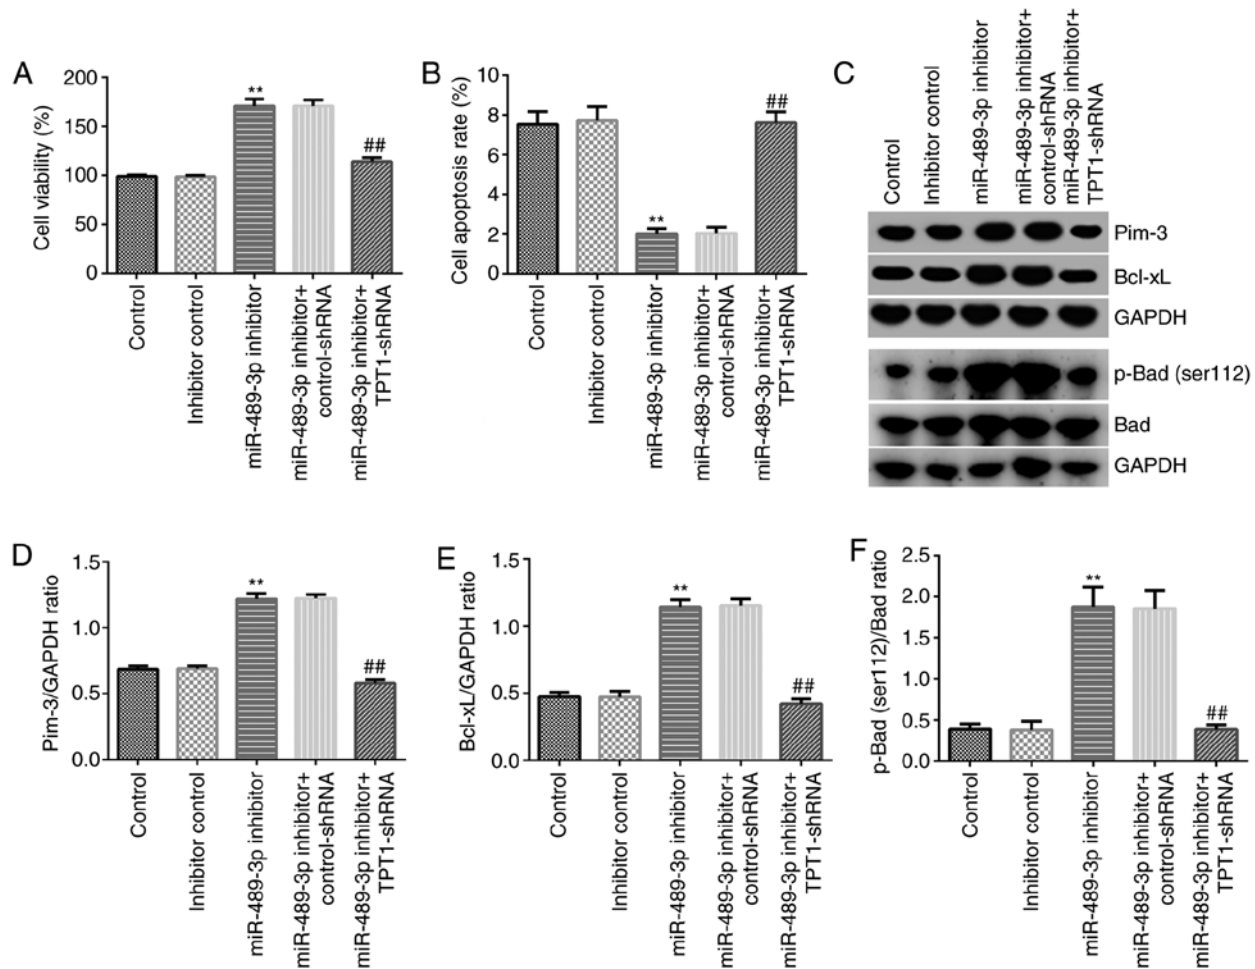 A
Cell viability (%)
200
150
100
50
0
**
##
Control
Inhibitor control
miR-489-3p inhibitor
miR-489-3p inhibitor+
control-shRNA
miR-489-3p inhibitor+
TPT1-shRNA
B
Cell apoptosis rate (%)
10
8
6
4
2
0
**
##
Control
Inhibitor control
miR-489-3p inhibitor
miR-489-3p inhibitor+
control-shRNA
miR-489-3p inhibitor+
TPT1-shRNA
C
Control
Inhibitor control
miR-489-3p inhibitor
miR-489-3p inhibitor+
control-shRNA
miR-489-3p inhibitor+
TPT1-shRNA
Pim-3
Bcl-xL
GAPDH
p-Bad (ser112)
Bad
GAPDH
D
Pim-3/GAPDH ratio
1.5
1.0
0.5
0.0
**
##
Control
Inhibitor control
miR-489-3p inhibitor
miR-489-3p inhibitor+
control-shRNA
miR-489-3p inhibitor+
TPT1-shRNA
E
Bcl-xL/GAPDH ratio
1.5
1.0
0.5
0.0
**
##
Control
Inhibitor control
miR-489-3p inhibitor
miR-489-3p inhibitor+
control-shRNA
miR-489-3p inhibitor+
TPT1-shRNA
F
p-Bad (ser112)/Bad ratio
2.5
2.0
1.5
1.0
0.5
0.0
**
##
Control
Inhibitor control
miR-489-3p inhibitor
miR-489-3p inhibitor+
control-shRNA
miR-489-3p inhibitor+
TPT1-shRNA